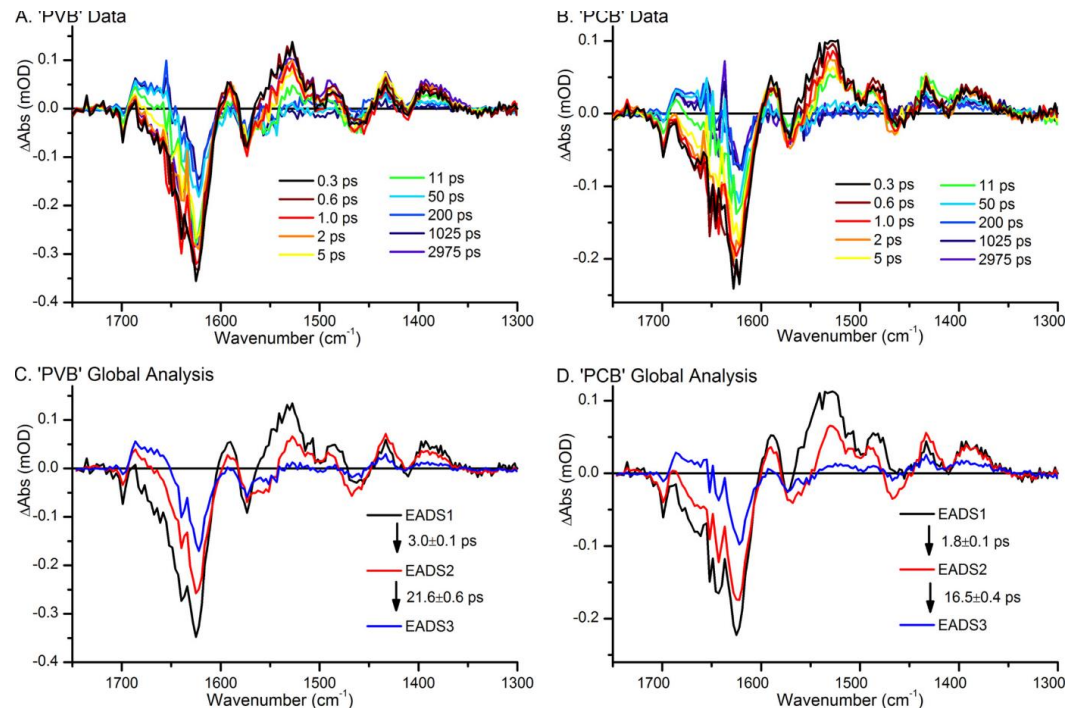 A. 'PVB' Data
0.1
0.0
-0.1
-0.2
-0.3
-0.4
ΔAbs (mOD)
0.3 ps
0.6 ps
1.0 ps
2 ps
5 ps
11 ps
50 ps
200 ps
1025 ps
2975 ps
1700
1600
1500
1400
1300
Wavenumber (cm⁻¹)
B. 'PCB' Data
0.1
0.0
-0.1
-0.2
ΔAbs (mOD)
0.3 ps
0.6 ps
1.0 ps
2 ps
5 ps
11 ps
50 ps
200 ps
1025 ps
2975 ps
1700
1600
1500
1400
1300
Wavenumber (cm⁻¹)
C. 'PVB' Global Analysis
0.1
0.0
-0.1
-0.2
-0.3
-0.4
ΔAbs (mOD)
EADS1
3.0±0.1 ps
EADS2
21.6±0.6 ps
EADS3
1700
1600
1500
1400
1300
Wavenumber (cm⁻¹)
D. 'PCB' Global Analysis
0.1
0.0
-0.1
-0.2
ΔAbs (mOD)
EADS1
1.8±0.1 ps
EADS2
16.5±0.4 ps
EADS3
1700
1600
1500
1400
1300
Wavenumber (cm⁻¹)